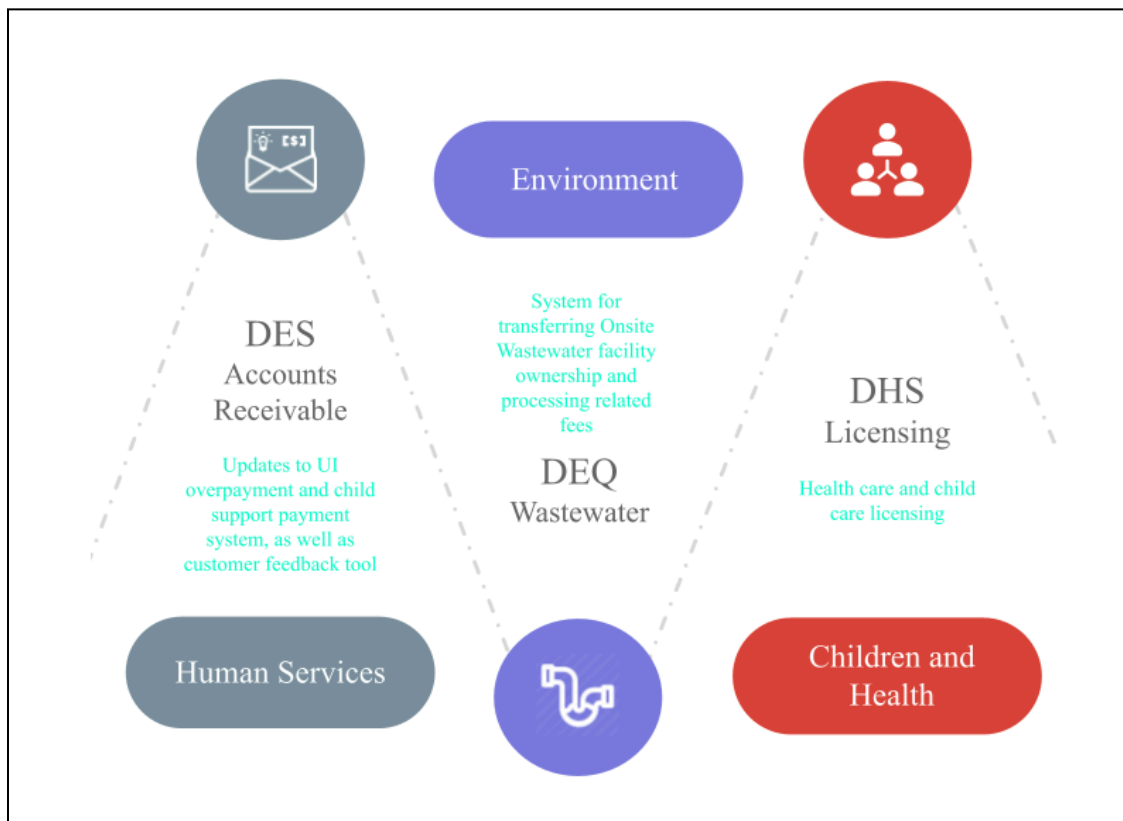 [$]
DES
Accounts
Receivable
Updates to UI
overpayment and child
support payment
system, as well as
customer feedback tool
Human Services
Environment
System for
transferring Onsite
Wastewater facility
ownership and
processing related
fees
DEQ
Wastewater
DHS
Licensing
Health care and child
care licensing
Children and
Health